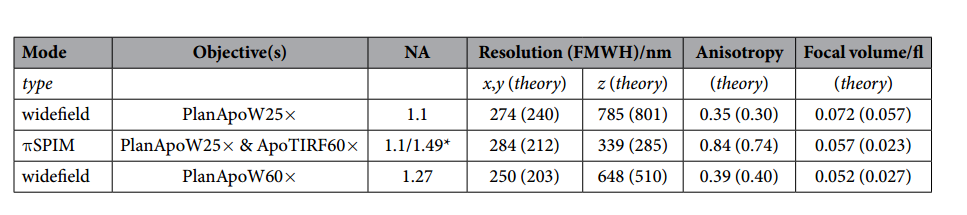 Mode Objective(s) NA Resolution (FMWH)/nm Anisotropy Focal volume/fl
type x,y (theory) z (theory) (theory) (theory)
widefield PlanApoW25× 1.1 274 (240) 785 (801) 0.35 (0.30) 0.072 (0.057)
πSPIM PlanApoW25× & ApoTIRF60× 1.1/1.49* 284 (212) 339 (285) 0.84 (0.74) 0.057 (0.023)
widefield PlanApoW60× 1.27 250 (203) 648 (510) 0.39 (0.40) 0.052 (0.027)